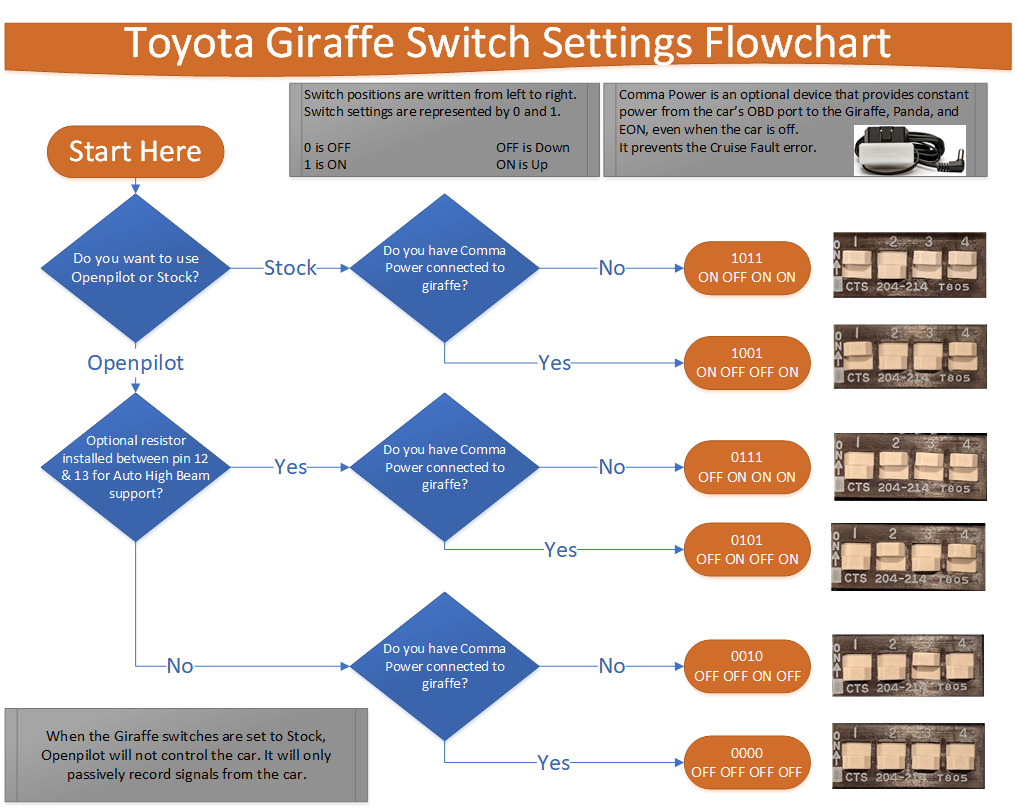 Toyota Giraffe Switch Settings Flowchart
Switch positions are written from left to right.
Switch settings are represented by 0 and 1.
0 is OFF
OFF is Down
1 is ON
ON is Up
Comma Power is an optional device that provides constant
power from the car's OBD port to the Giraffe, Panda, and
EON, even when the car is off.
It prevents the Cruise Fault error.
Start Here
Do you want to use
Openpilot or Stock?
Stock
Do you have Comma
Power connected to
giraffe?
No
1011
ON OFF ON ON
1 2 3 4
CTS 204-214 T805
Yes
1001
ON OFF OFF ON
1 2 3 4
CTS 204-214 T805
Openpilot
Optional resistor
installed between pin 12
& 13 for Auto High Beam
support?
Yes
Do you have Comma
Power connected to
giraffe?
No
0111
OFF ON ON ON
1 2 3 4
CTS 204-214 T805
Yes
0101
OFF ON OFF ON
1 2 3 4
CTS 204-214 T805
No
Do you have Comma
Power connected to
giraffe?
No
0010
OFF OFF ON OFF
1 2 3 4
CTS 204-214 T805
Yes
0000
OFF OFF OFF OFF
1 2 3 4
CTS 204-214 T805
When the Giraffe switches are set to Stock,
Openpilot will not control the car. It will only
passively record signals from the car.